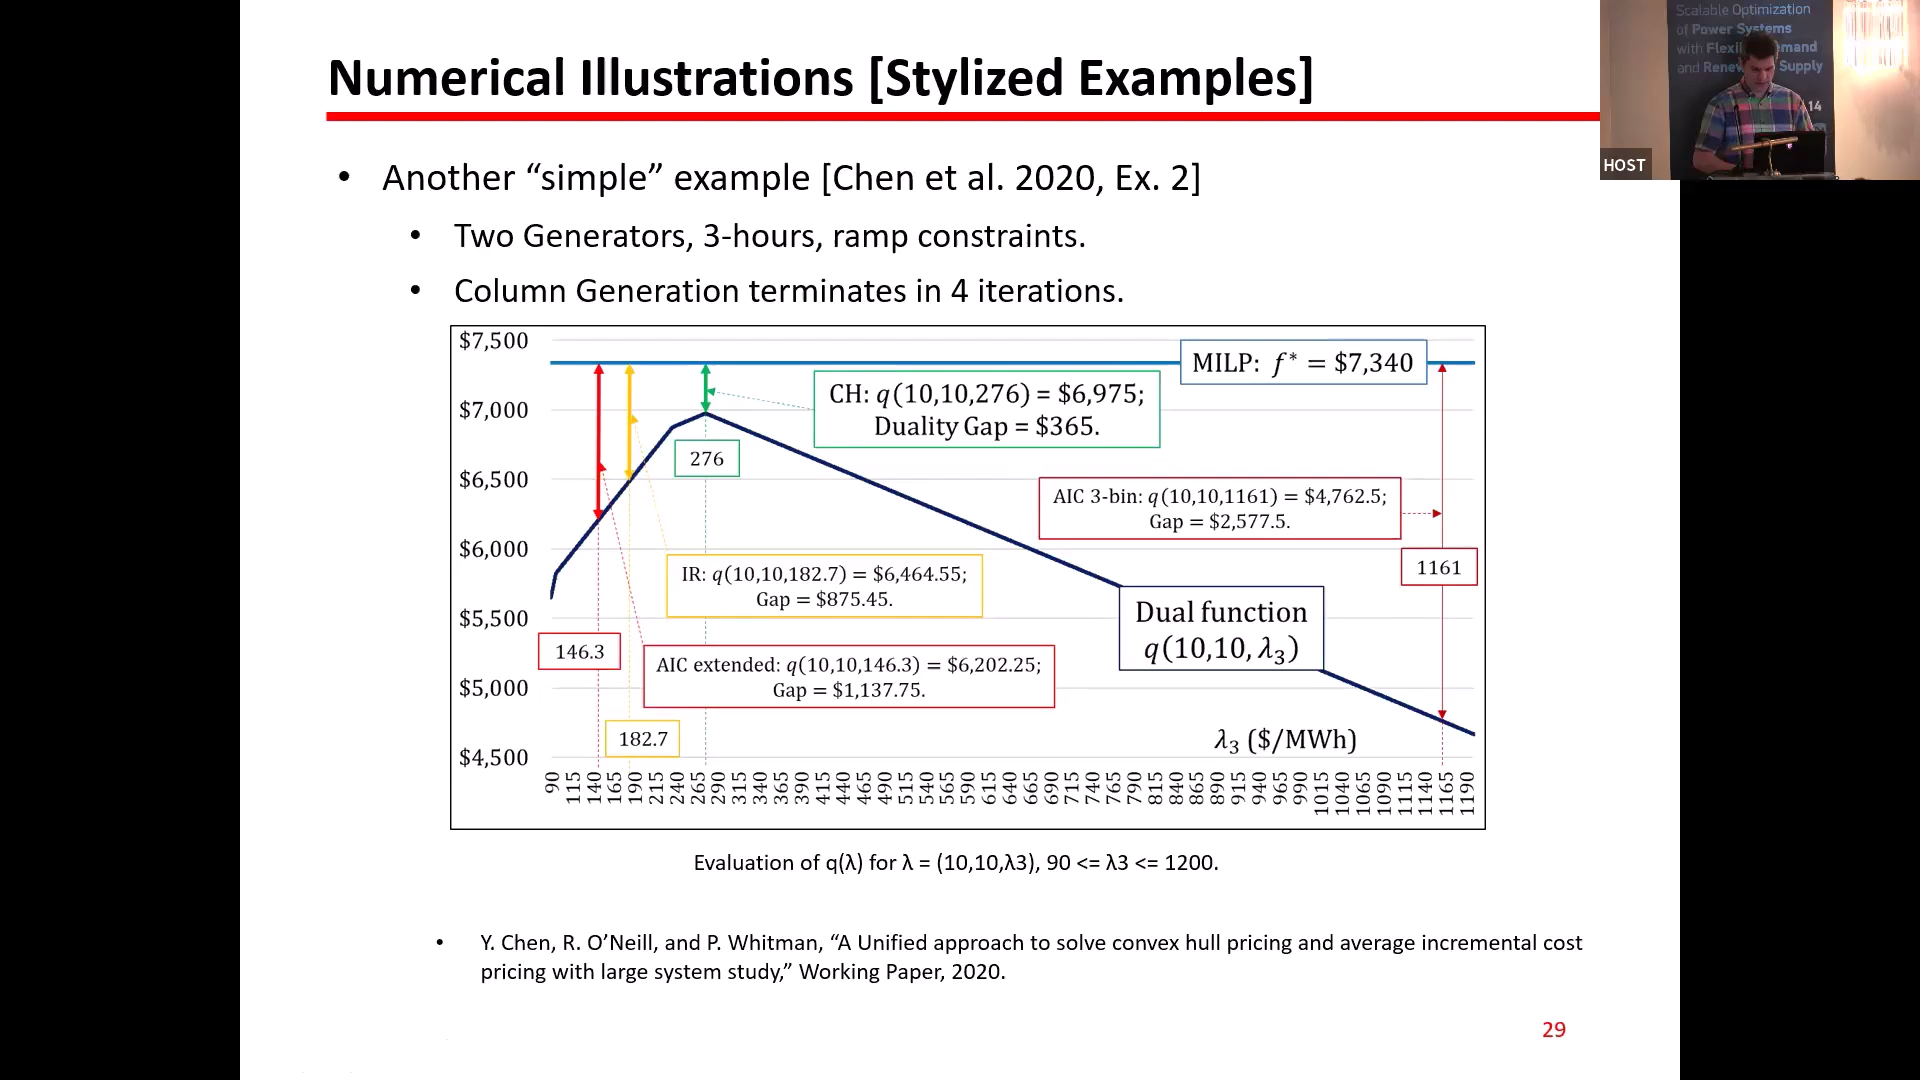 Numerical Illustrations [Stylized Examples]
Scalable Optimization
of Power Systems
with Flexi mand
and Renew Supply
14
HOST
• Another “simple” example [Chen et al. 2020, Ex. 2]
• Two Generators, 3-hours, ramp constraints.
• Column Generation terminates in 4 iterations.
$7,500
$7,000
$6,500
$6,000
$5,500
$5,000
$4,500
MILP: f* = $7,340
CH: q(10,10,276) = $6,975;
Duality Gap = $365.
276
AIC 3-bin: q(10,10,1161) = $4,762.5;
Gap = $2,577.5.
1161
IR: q(10,10,182.7) = $6,464.55;
Gap = $875.45.
Dual function
q(10,10, λ₃)
146.3
AIC extended: q(10,10,146.3) = $6,202.25;
Gap = $1,137.75.
182.7
λ₃ ($/MWh)
90 115 140 165 190 215 240 265 290 315 340 365 390 415 440 465 490 515 540 565 590 615 640 665 690 715 740 765 790 815 840 865 890 915 940 965 990 1015 1040 1065 1090 1115 1140 1165 1190
Evaluation of q(λ) for λ = (10,10,λ3), 90 <= λ3 <= 1200.
• Y. Chen, R. O’Neill, and P. Whitman, “A Unified approach to solve convex hull pricing and average incremental cost
pricing with large system study,” Working Paper, 2020.
29